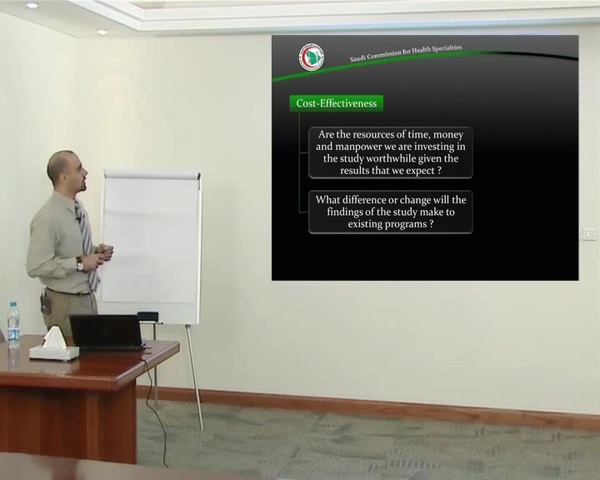 Saudi Commission for Health Specialties
Cost-Effectiveness
Are the resources of time, money
and manpower we are investing in
the study worthwhile given the
results that we expect ?
What difference or change will the
findings of the study make to
existing programs ?